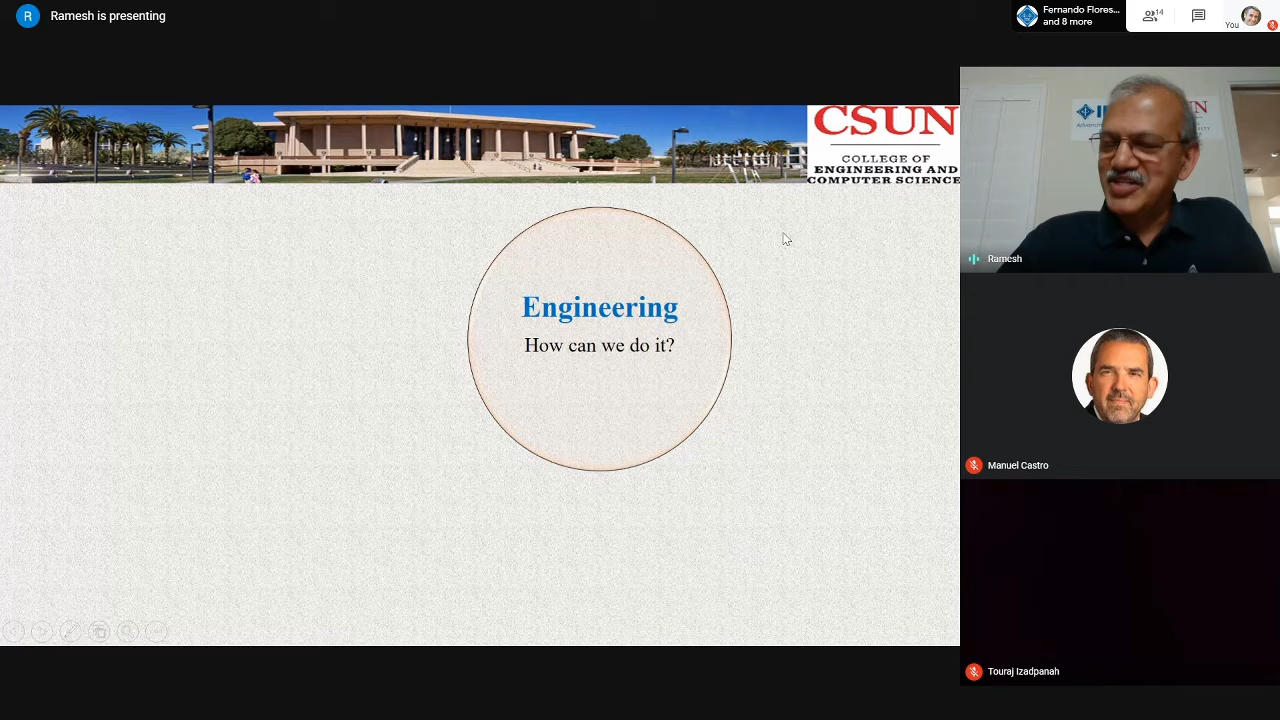 R
Ramesh is presenting
Fernando Flores...
and 8 more
14
You
CSUN
COLLEGE OF
ENGINEERING AND
COMPUTER SCIENCE
Engineering
How can we do it?
Ramesh
Manuel Castro
Touraj Izadpanah